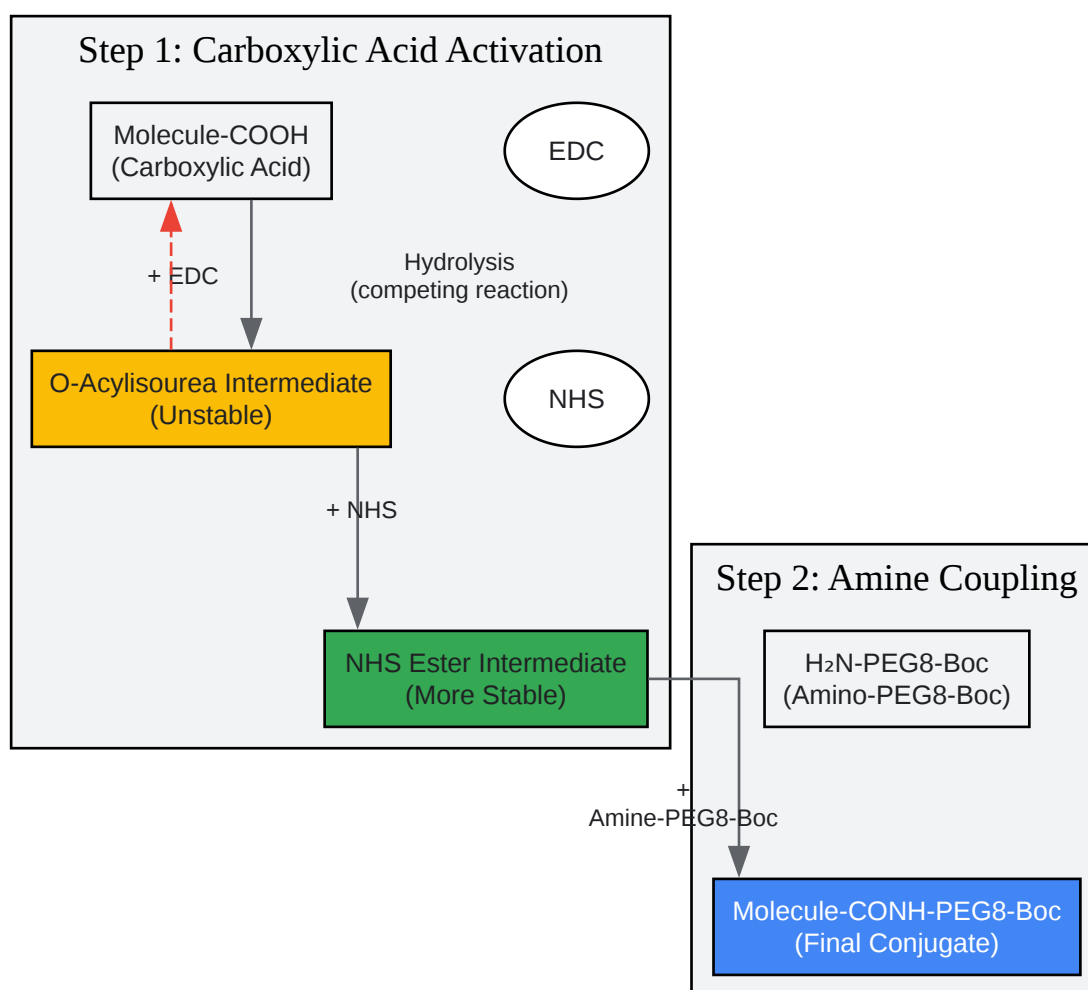 Step 1: Carboxylic Acid Activation
Molecule-COOH
(Carboxylic Acid)
EDC
+ EDC
Hydrolysis
(competing reaction)
O-Acylisourea Intermediate
(Unstable)
NHS
+ NHS
Step 2: Amine Coupling
NHS Ester Intermediate
(More Stable)
H₂N-PEG8-Boc
(Amino-PEG8-Boc)
+
Amine-PEG8-Boc
Molecule-CONH-PEG8-Boc
(Final Conjugate)